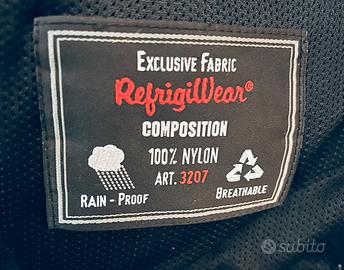 EXCLUSIVE FABRIC
RefrigiWear®
COMPOSITION
100% NYLON
ART. 3207
RAIN - PROOF
BREATHABLE
subito